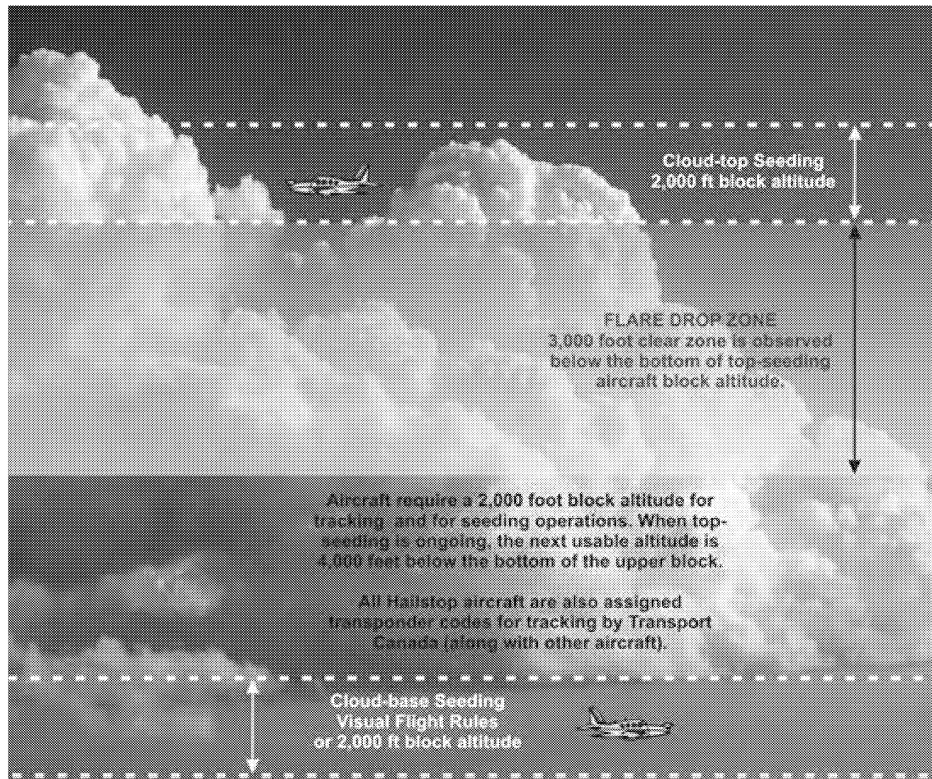 Cloud-top Seeding
2,000 ft block altitude
FLARE DROP ZONE
3,000 foot clear zone is observed
below the bottom of top-seeding
aircraft block altitude.
Aircraft require a 2,000 foot block altitude for
tracking and for seeding operations. When top-
seeding is ongoing, the next usable altitude is
4,000 feet below the bottom of the upper block.
All Hailstop aircraft are also assigned
transponder codes for tracking by Transport
Canada (along with other aircraft).
Cloud-base Seeding
Visual Flight Rules
or 2,000 ft block altitude